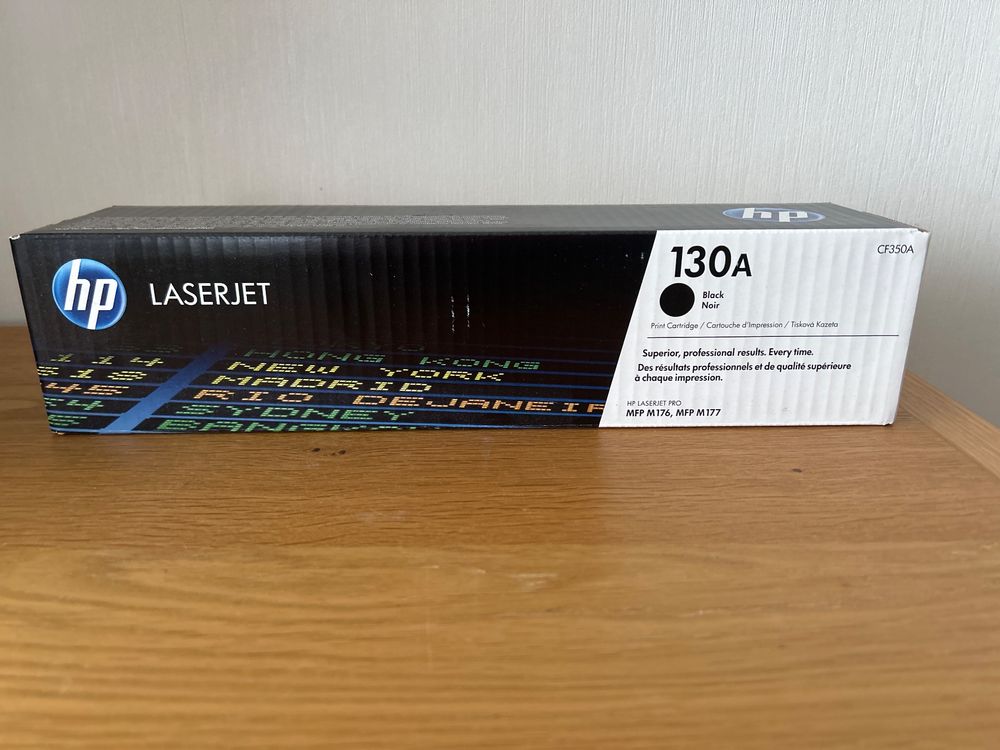 hp
hp
LASERJET
130A
CF350A
Black
Noir
Print Cartridge / Cartouche d'Impression / Tisková Kazeta
Superior, professional results. Every time.
Des résultats professionnels et de qualité supérieure
à chaque impression.
HP LASERJET PRO
MFP M176, MFP M177
HONG KONG
NEW YORK
MADRID
RIO DEJANEIR
SYDNEY